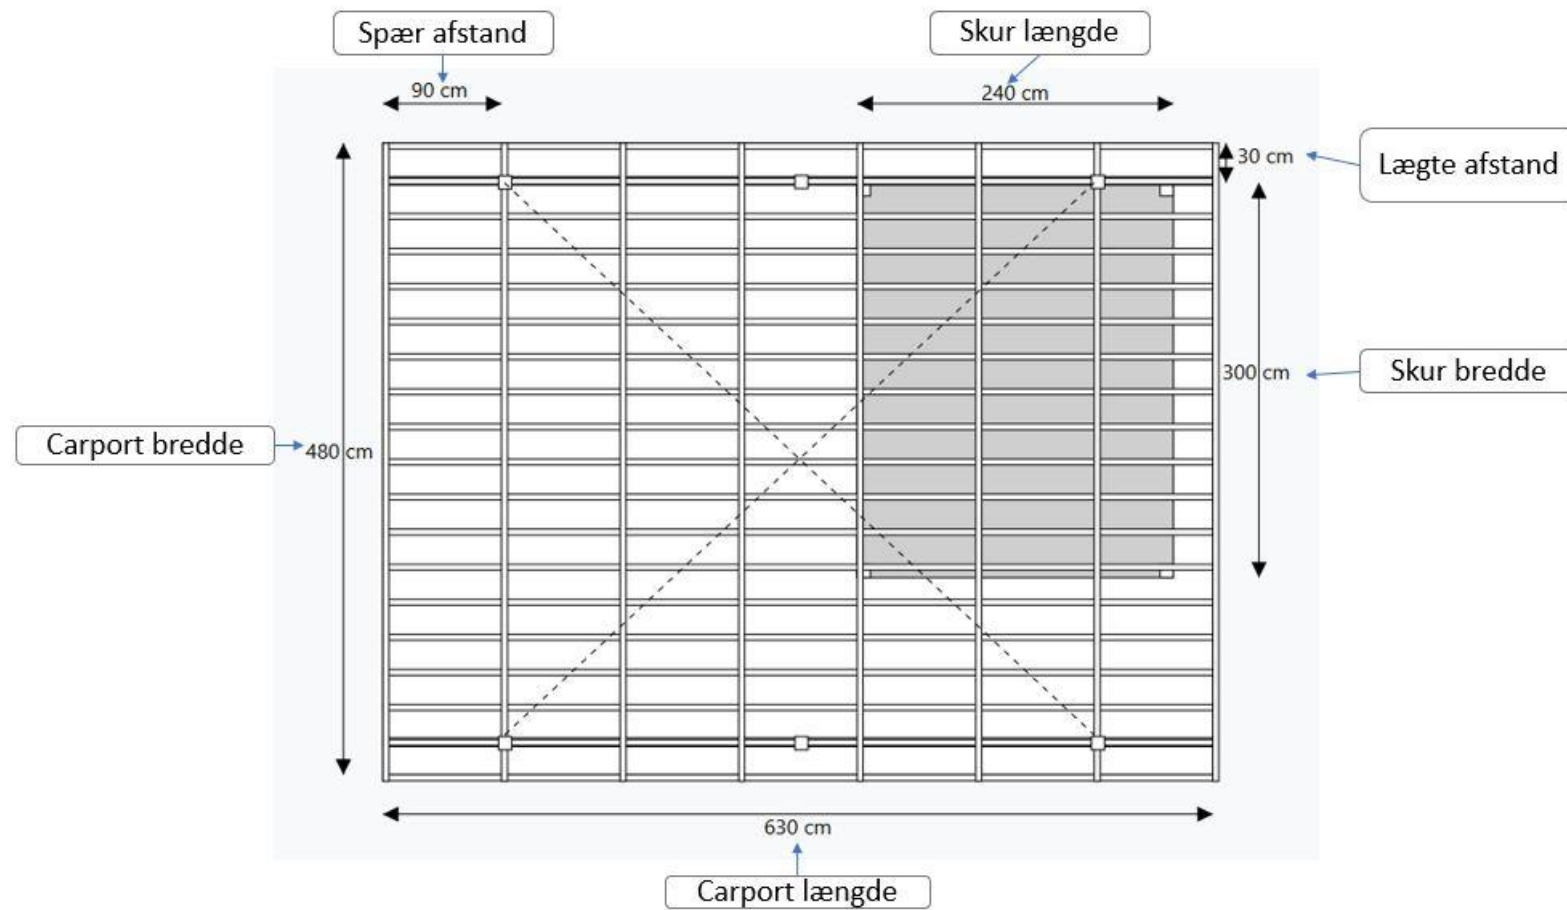 Spær afstand
Skur længde
90 cm
240 cm
30 cm
Lægte afstand
300 cm
Skur bredde
Carport bredde
480 cm
630 cm
Carport længde